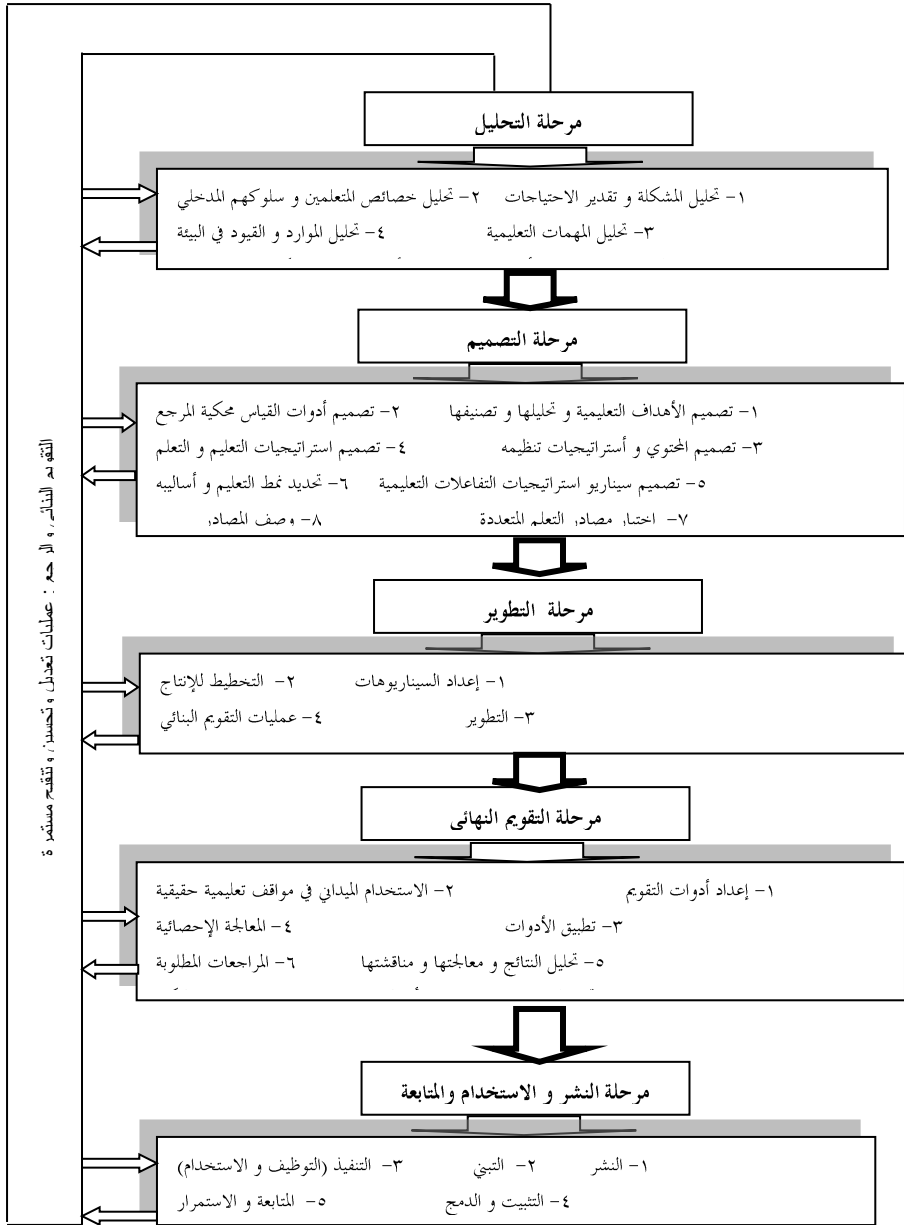 مرحلة التحليل
١- تحليل المشكلة و تقدير الاحتياجات ٢- تحليل خصائص المتعلمين و سلوكهم المدخلي
٣- تحليل المهمات التعليمية ٤- تحليل الموارد و القيود في البيئة
مرحلة التصميم
١- تصميم الأهداف التعليمية و تحليلها و تصنيفها ٢- تصميم أدوات القياس محكية المرجع
٣- تصميم المحتوي و أستراتيجيات تنظيمه ٤- تصميم استراتيجيات التعليم و التعلم
٥- تصميم سيناريو استراتيجيات التفاعلات التعليمية ٦- تحديد نمط التعليم و أساليبه
٧- اختيار مصادر التعلم المتعددة ٨- وصف المصادر
مرحلة التطوير
١- إعداد السيناريوهات ٢- التخطيط للإنتاج
٣- التطوير ٤- عمليات التقويم البنائي
مرحلة التقويم النهائى
١- إعداد أدوات التقويم ٢- الاستخدام الميداني في مواقف تعليمية حقيقية
٣- تطبيق الأدوات ٤- المعالجة الإحصائية
٥- تحليل النتائج و معالجتها و مناقشتها ٦- المراجعات المطلوبة
مرحلة النشر و الاستخدام والمتابعة
١- النشر ٢- التبني ٣- التنفيذ (التوظيف و الاستخدام)
٤- التثبيت و الدمج ٥- المتابعة و الاستمرار
التقويم البنائي و الرجع : عمليات تعديل و تحسين و تنقيح مستمرة